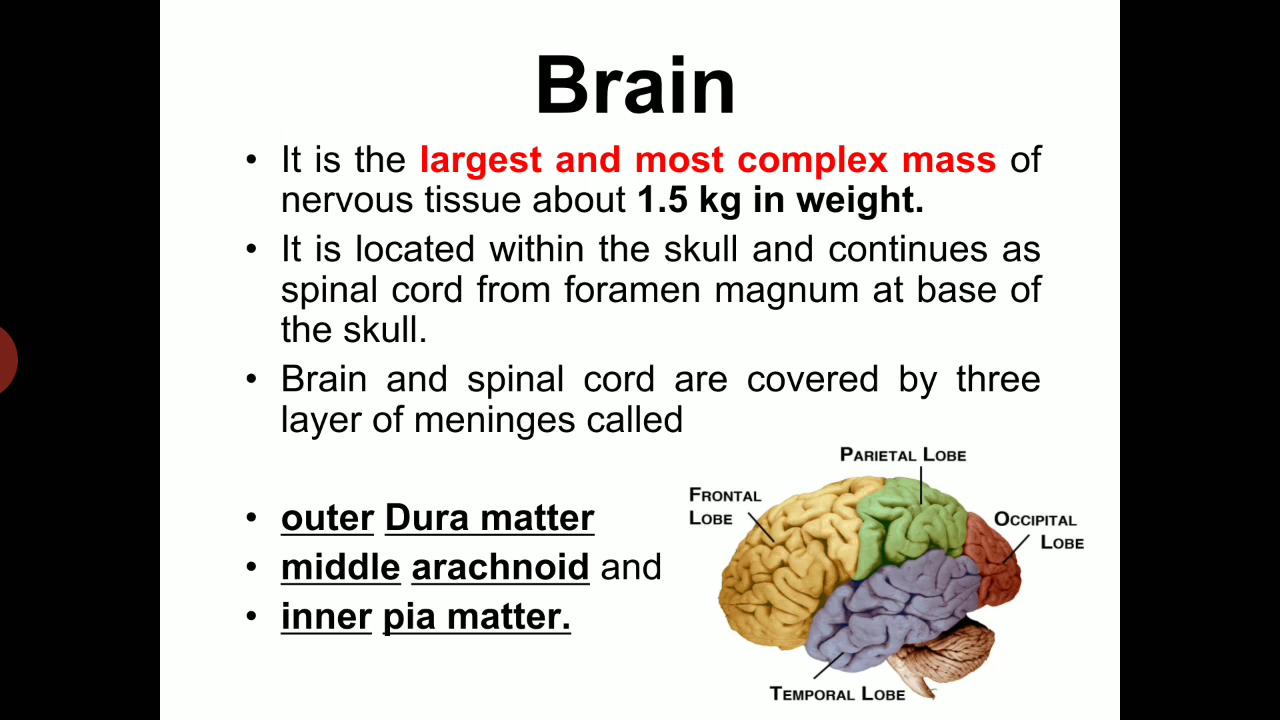 Brain
• It is the largest and most complex mass of
nervous tissue about 1.5 kg in weight.
• It is located within the skull and continues as
spinal cord from foramen magnum at base of
the skull.
• Brain and spinal cord are covered by three
layer of meninges called
• outer Dura matter
• middle arachnoid and
• inner pia matter.
PARIETAL LOBE
FRONTAL
LOBE
OCCIPITAL
LOBE
TEMPORAL LOBE